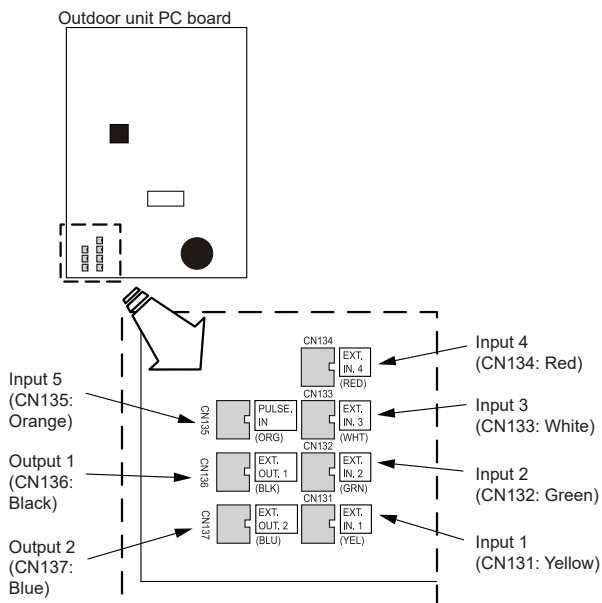 Outdoor unit PC board
CN134
EXT.
IN. 4
(RED)
Input 4
(CN134: Red)
Input 5
(CN135:
Orange)
CN135
PULSE.
IN
(ORG)
CN133
EXT.
IN. 3
(WHT)
Input 3
(CN133: White)
Output 1
(CN136:
Black)
CN136
EXT.
OUT. 1
(BLK)
CN132
EXT.
IN. 2
(GRN)
Input 2
(CN132: Green)
Output 2
(CN137:
Blue)
CN137
EXT.
OUT. 2
(BLU)
CN131
EXT.
IN. 1
(YEL)
Input 1
(CN131: Yellow)